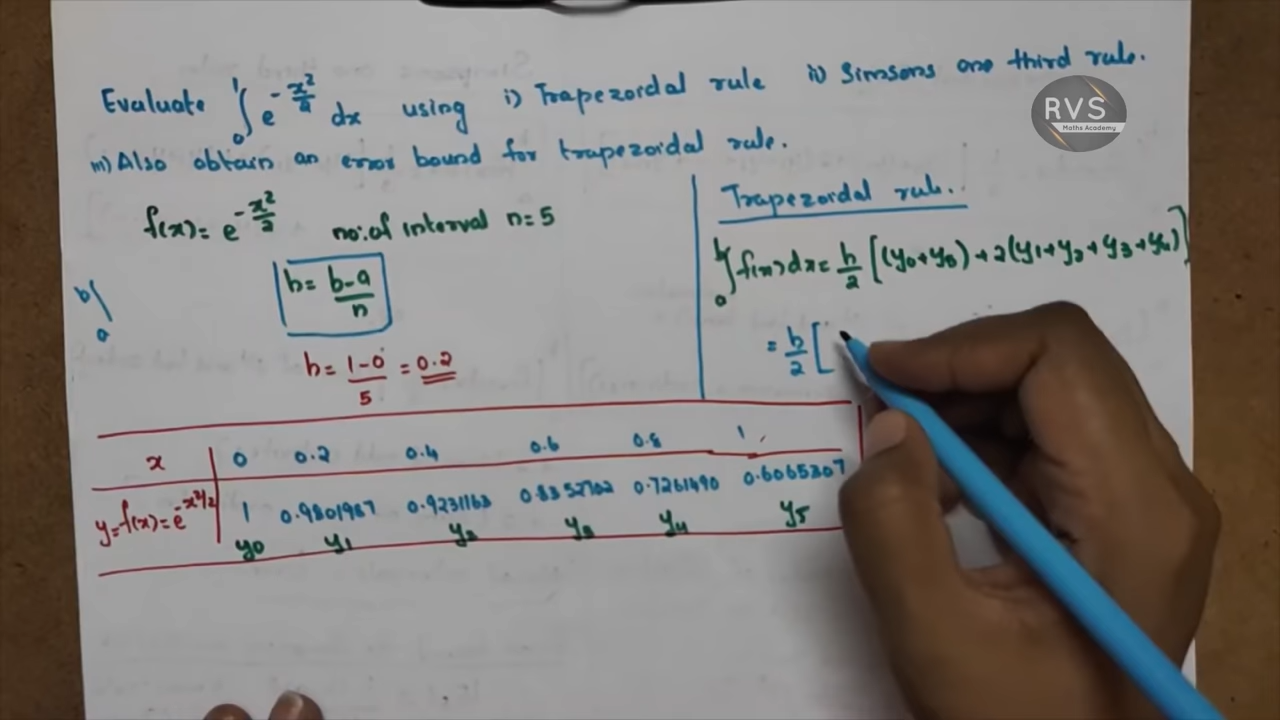 Evaluate ∫₀¹ e^(-x²/2) dx using i) Trapezoidal rule ii) Simsons one third rule.
RVS
Maths Academy
iii) Also obtain an error bound for trapezoidal rule.
f(x) = e^(-x²/2) no. of interval n = 5
h = (b-a)/n
b
a
h = (1-0)/5 = 0.2
Trapezoidal rule.
∫ f(x) dx = h/2 [(y0+y5) + 2(y1+y2+y3+y4)]
= h/2 [
x 0 0.2 0.4 0.6 0.8 1
y=f(x)=e^(-x²/2) 1 0.9801987 0.9231163 0.8352702 0.7261490 0.6065307
y0 y1 y2 y3 y4 y5